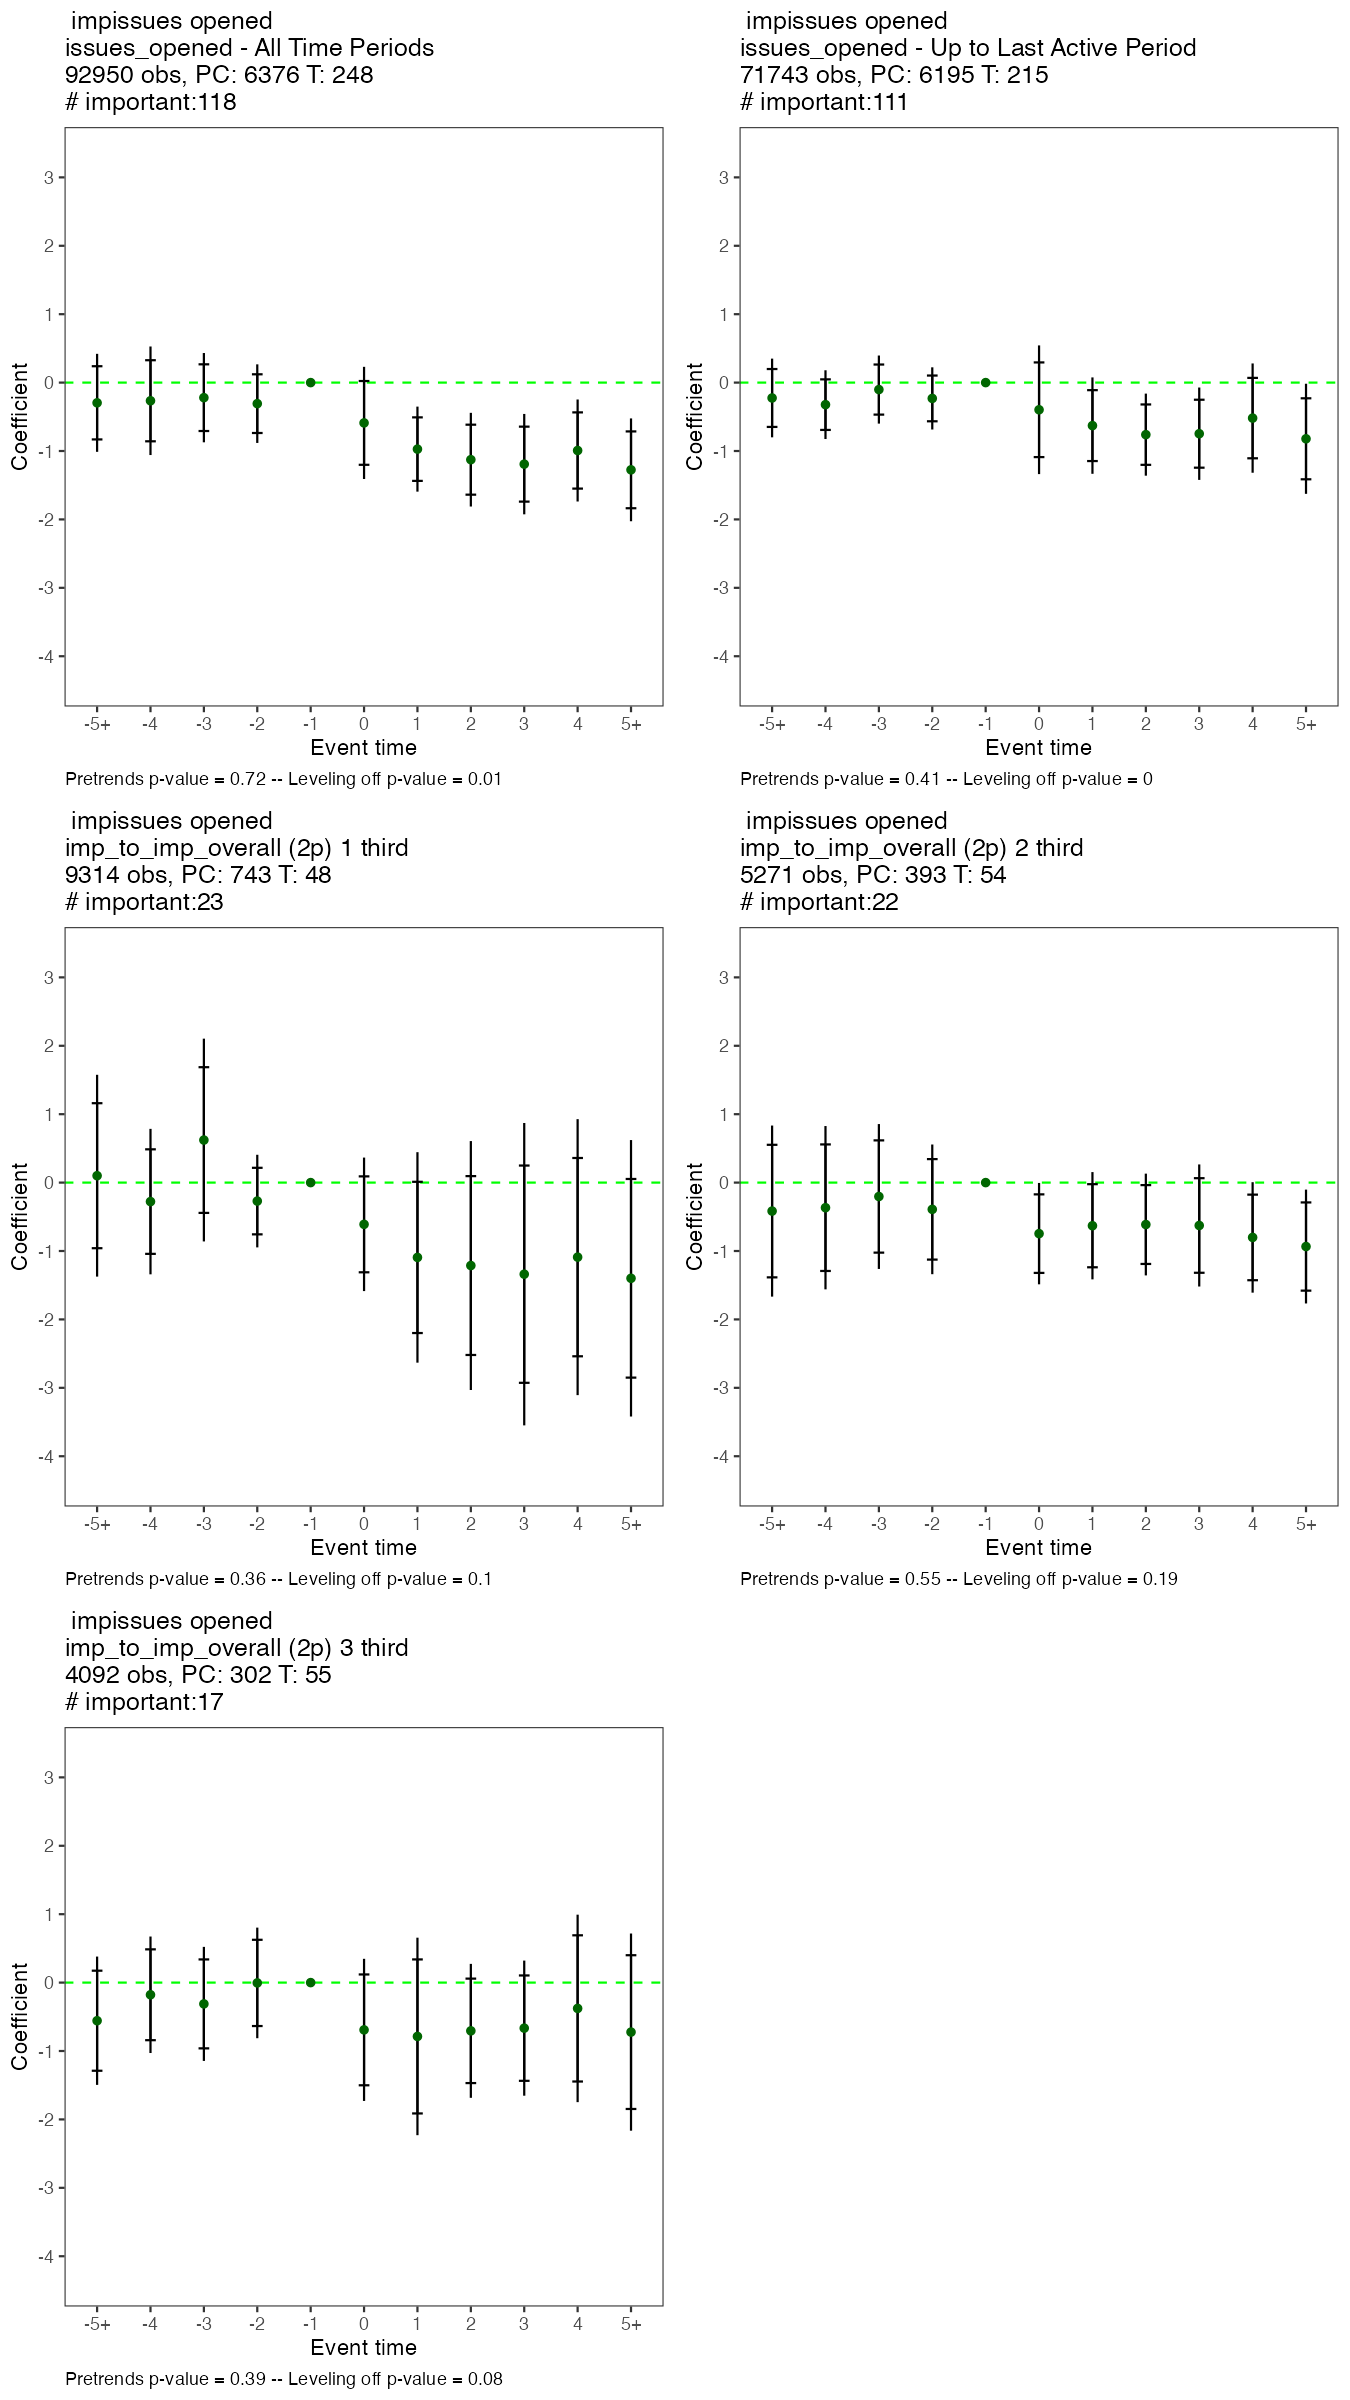 impissues opened
issues_opened - All Time Periods
92950 obs, PC: 6376 T: 248
# important:118
3
2
1
0
-1
-2
-3
-4
Coefficient
-5+ -4 -3 -2 -1 0 1 2 3 4 5+
Event time
Pretrends p-value = 0.72 -- Leveling off p-value = 0.01
impissues opened
issues_opened - Up to Last Active Period
71743 obs, PC: 6195 T: 215
# important:111
3
2
1
0
-1
-2
-3
-4
Coefficient
-5+ -4 -3 -2 -1 0 1 2 3 4 5+
Event time
Pretrends p-value = 0.41 -- Leveling off p-value = 0
impissues opened
imp_to_imp_overall (2p) 1 third
9314 obs, PC: 743 T: 48
# important:23
3
2
1
0
-1
-2
-3
-4
Coefficient
-5+ -4 -3 -2 -1 0 1 2 3 4 5+
Event time
Pretrends p-value = 0.36 -- Leveling off p-value = 0.1
impissues opened
imp_to_imp_overall (2p) 2 third
5271 obs, PC: 393 T: 54
# important:22
3
2
1
0
-1
-2
-3
-4
Coefficient
-5+ -4 -3 -2 -1 0 1 2 3 4 5+
Event time
Pretrends p-value = 0.55 -- Leveling off p-value = 0.19
impissues opened
imp_to_imp_overall (2p) 3 third
4092 obs, PC: 302 T: 55
# important:17
3
2
1
0
-1
-2
-3
-4
Coefficient
-5+ -4 -3 -2 -1 0 1 2 3 4 5+
Event time
Pretrends p-value = 0.39 -- Leveling off p-value = 0.08